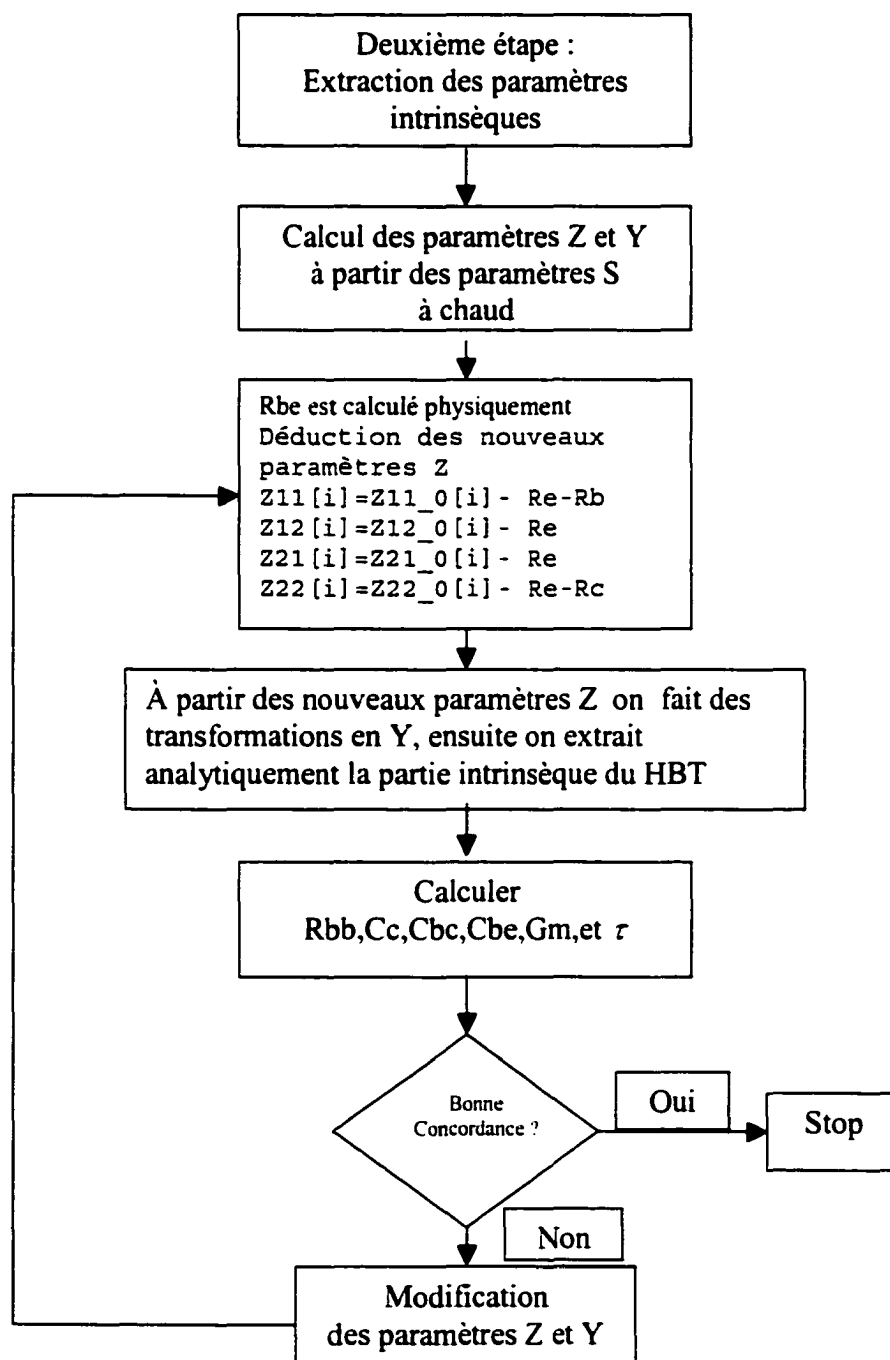 Deuxième étape :
Extraction des paramètres
intrinsèques
Calcul des paramètres Z et Y
à partir des paramètres S
à chaud
Rbe est calculé physiquement
Déduction des nouveaux
paramètres Z
Z11[i]=Z11_0[i]- Re-Rb
Z12[i]=Z12_0[i]- Re
Z21[i]=Z21_0[i]- Re
Z22[i]=Z22_0[i]- Re-Rc
À partir des nouveaux paramètres Z on fait des
transformations en Y, ensuite on extrait
analytiquement la partie intrinsèque du HBT
Calculer
Rbb,Cc,Cbc,Cbe,Gm,et τ
Bonne
Concordance ?
Oui
Stop
Non
Modification
des paramètres Z et Y